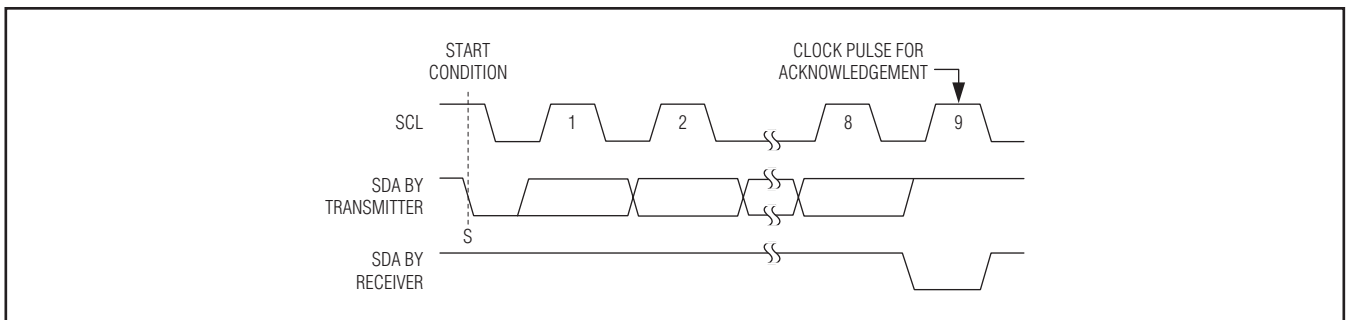 START
CONDITION
CLOCK PULSE FOR
ACKNOWLEDGEMENT
SCL
1
2
8
9
SDA BY
TRANSMITTER
S
SDA BY
RECEIVER